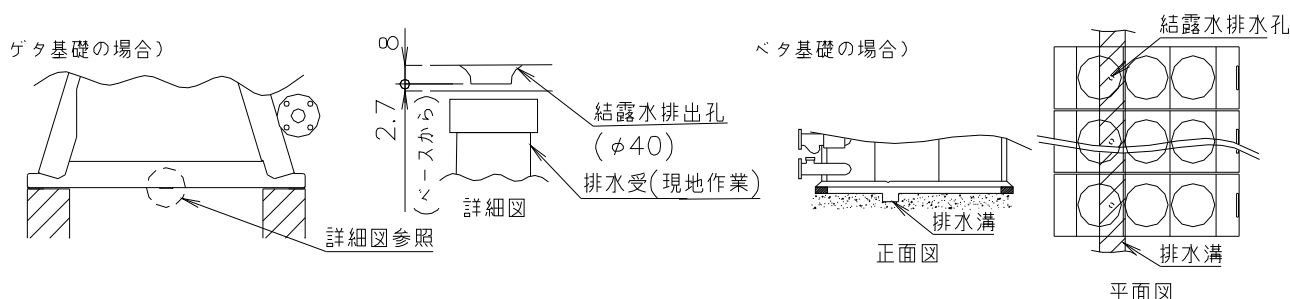 ゲタ基礎の場合)
8
2.7
(ベースから)
結露水排出孔
(φ40)
排水受(現地作業)
詳細図
詳細図参照
ベタ基礎の場合)
結露水排水孔
排水溝
正面図
排水溝
平面図